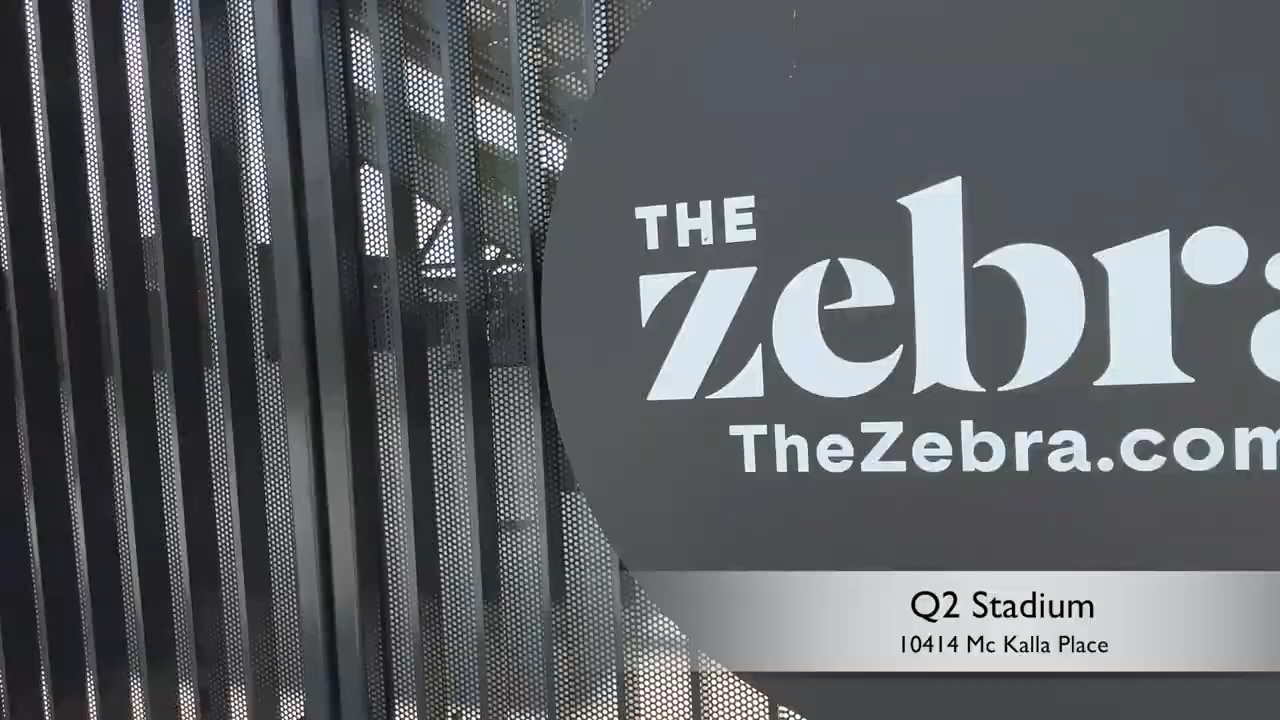 THE
zebra
TheZebra.com
Q2 Stadium
10414 Mc Kalla Place